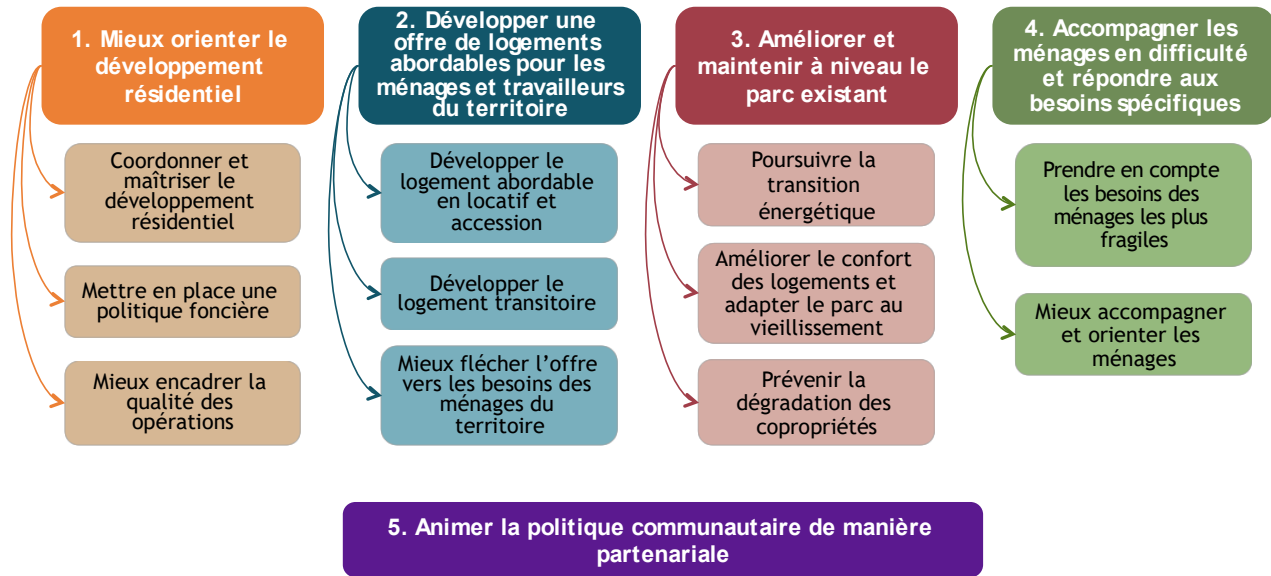 1. Mieux orienter le
développement
résidentiel
Coordonner et
maîtriser le
développement
résidentiel
Mettre en place une
politique foncière
Mieux encadrer la
qualité des
opérations
2. Développer une
offre de logements
abordables pour les
ménages et travailleurs
du territoire
Développer le
logement abordable
en locatif et
accession
Développer le
logement transitoire
Mieux flécher l’offre
vers les besoins des
ménages du
territoire
3. Améliorer et
maintenir à niveau le
parc existant
Poursuivre la
transition
énergétique
Améliorer le confort
des logements et
adapter le parc au
vieillissement
Prévenir la
dégradation des
copropriétés
4. Accompagner les
ménages en difficulté
et répondre aux
besoins spécifiques
Prendre en compte
les besoins des
ménages les plus
fragiles
Mieux accompagner
et orienter les
ménages
5. Animer la politique communautaire de manière
partenariale